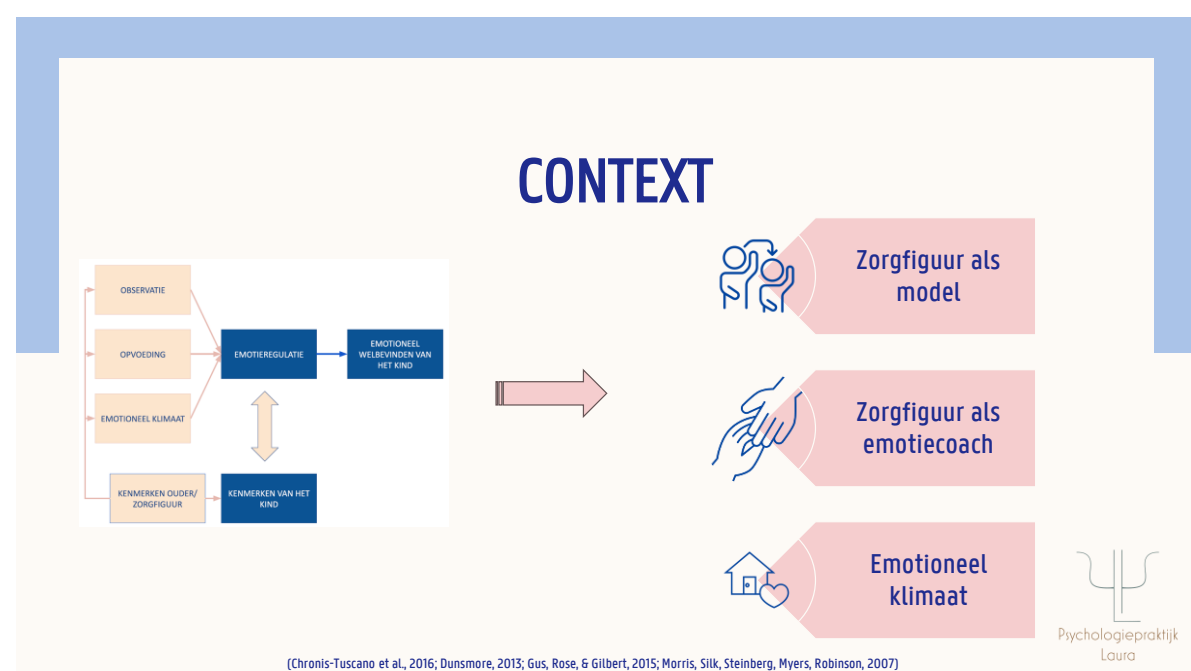 CONTEXT
OBSERVATIE
OPVOEDING
EMOTIONEEL KLIMAAT
KENMERKEN OUDER/
ZORGFIGUUR
EMOTIEREGULATIE
EMOTIONEEL
WELBEVINDEN VAN
HET KIND
KENMERKEN VAN HET
KIND
Zorgfiguur als
model
Zorgfiguur als
emotiecoach
Emotioneel
klimaat
Psychologiepraktijk
Laura
(Chronis-Tuscano et al., 2016; Dunsmore, 2013; Gus, Rose, & Gilbert, 2015; Morris, Silk, Steinberg, Myers, Robinson, 2007)